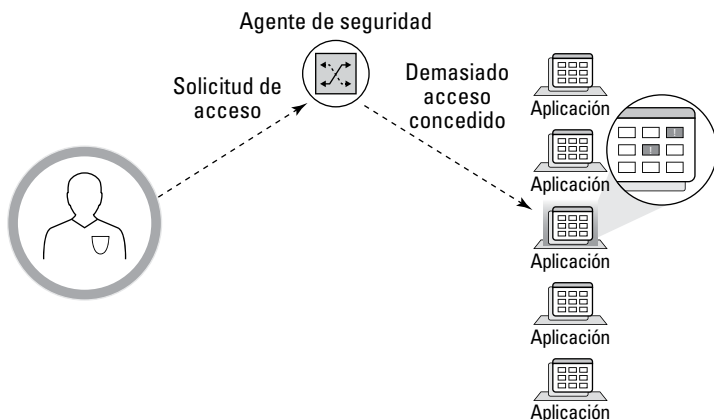 Agente de seguridad
Solicitud de
acceso
Demasiado
acceso
concedido
Aplicación
!
Aplicación
!
Aplicación
Aplicación
Aplicación